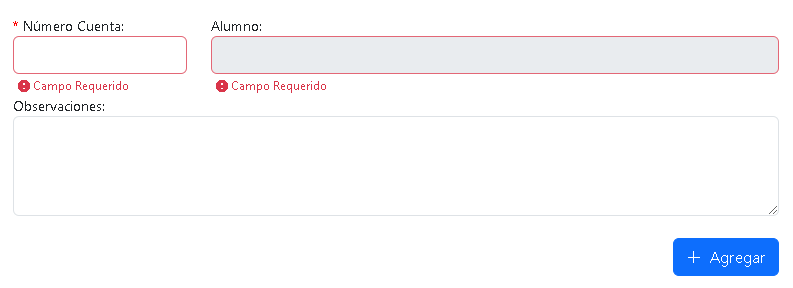 * Número Cuenta: Alumno:
Campo Requerido Campo Requerido
Observaciones:
Agregar